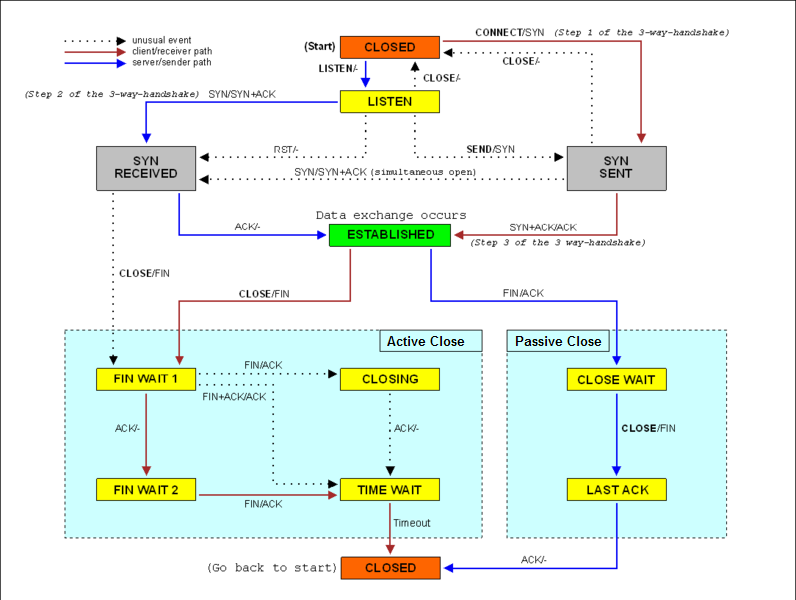 unusual event
client/receiver path
server/sender path
(Start)
CLOSED
CONNECT/SYN (Step 1 of the 3-way-handshake)
CLOSE/-
LISTEN/-
CLOSE/-
(Step 2 of the 3-way-handshake) SYN/SYN+ACK
LISTEN
RST/-
SEND/SYN
SYN
RECEIVED
SYN
SENT
SYN/SYN+ACK (simultaneous open)
Data exchange occurs
ACK/-
ESTABLISHED
SYN+ACK/ACK
(Step 3 of the 3 way-handshake)
CLOSE/FIN
CLOSE/FIN
FIN/ACK
Active Close
Passive Close
FIN WAIT 1
FIN/ACK
CLOSING
CLOSE WAIT
FIN+ACK/ACK
ACK/-
ACK/-
CLOSE/FIN
FIN WAIT 2
FIN/ACK
TIME WAIT
LAST ACK
Timeout
(Go back to start)
CLOSED
ACK/-